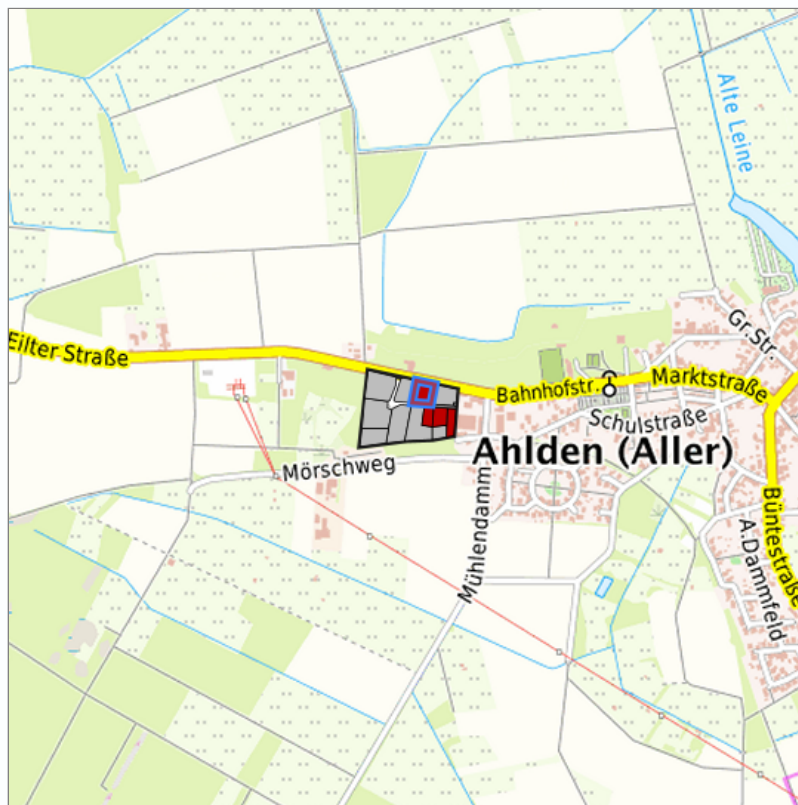 Alte Leine
Gr.Str.
Eilter Straße
Bahnhofstr.
Marktstraße
Schulstraße
Ahlden (Aller)
Mörschweg
Mühlendamm
Büntestraße
A.Dammfeld